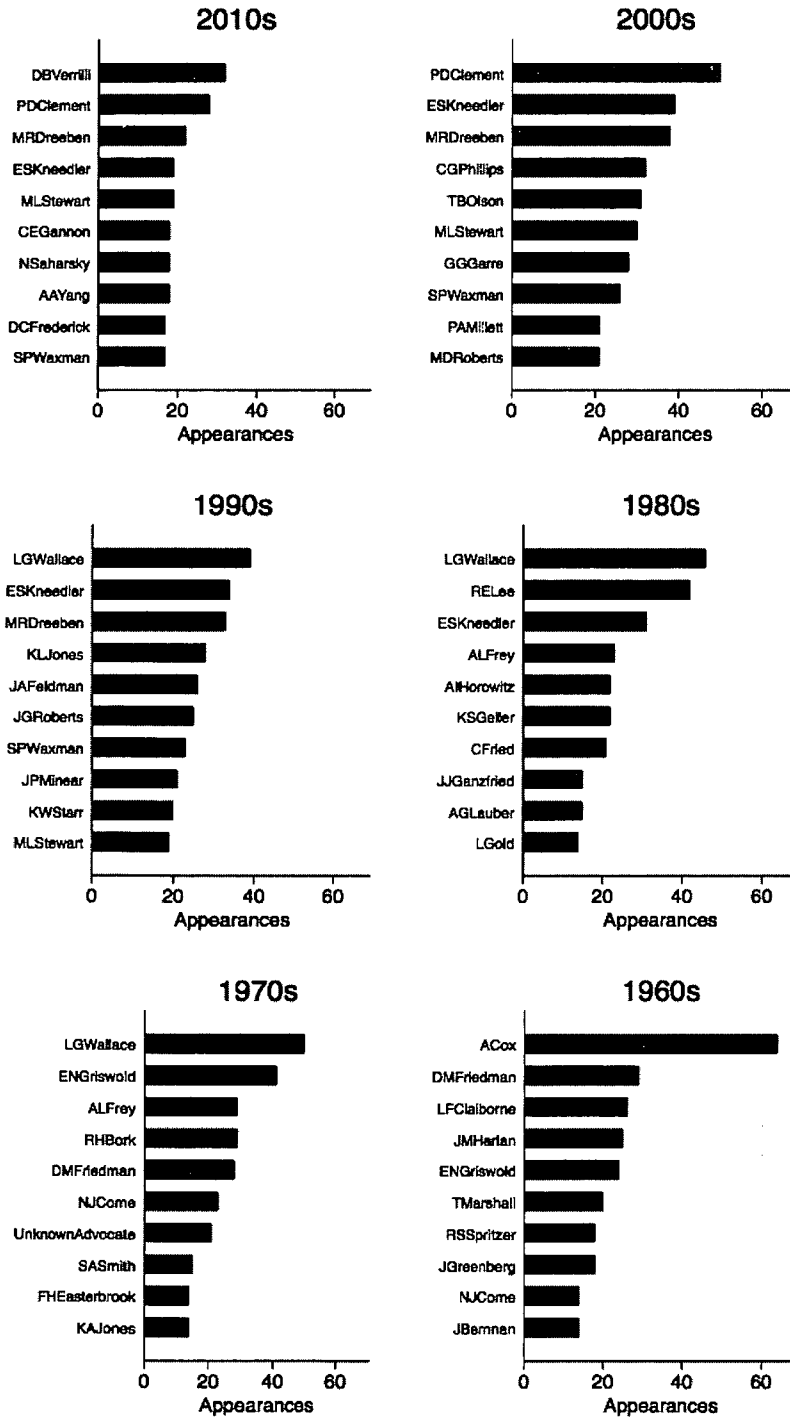 2010s
DBVerrilli
PDClement
MRDreeben
ESKneedler
MLStewart
CEGannon
NSaharsky
AAYang
DCFrederick
SPWaxman
0 20 40 60
Appearances
2000s
PDClement
ESKneedler
MRDreeben
CGPhillips
TBOlson
MLStewart
GGGarre
SPWaxman
PAMillett
MDRoberts
0 20 40 60
Appearances
1990s
LGWallace
ESKneedler
MRDreeben
KLJones
JAFeldman
JGRoberts
SPWaxman
JPMinear
KWStarr
MLStewart
0 20 40 60
Appearances
1980s
LGWallace
RELee
ESKneedler
ALFrey
AIHorowitz
KSGeller
CFried
JJGanzfried
AGLauber
LGold
0 20 40 60
Appearances
1970s
LGWallace
ENGriswold
ALFrey
RHBork
DMFriedman
NJCome
UnknownAdvocate
SASmith
FHEasterbrook
KAJones
0 20 40 60
Appearances
1960s
ACox
DMFriedman
LFClaiborne
JMHarlan
ENGriswold
TMarshall
RSSpritzer
JGreenberg
NJCome
0 20 40 60
Appearances